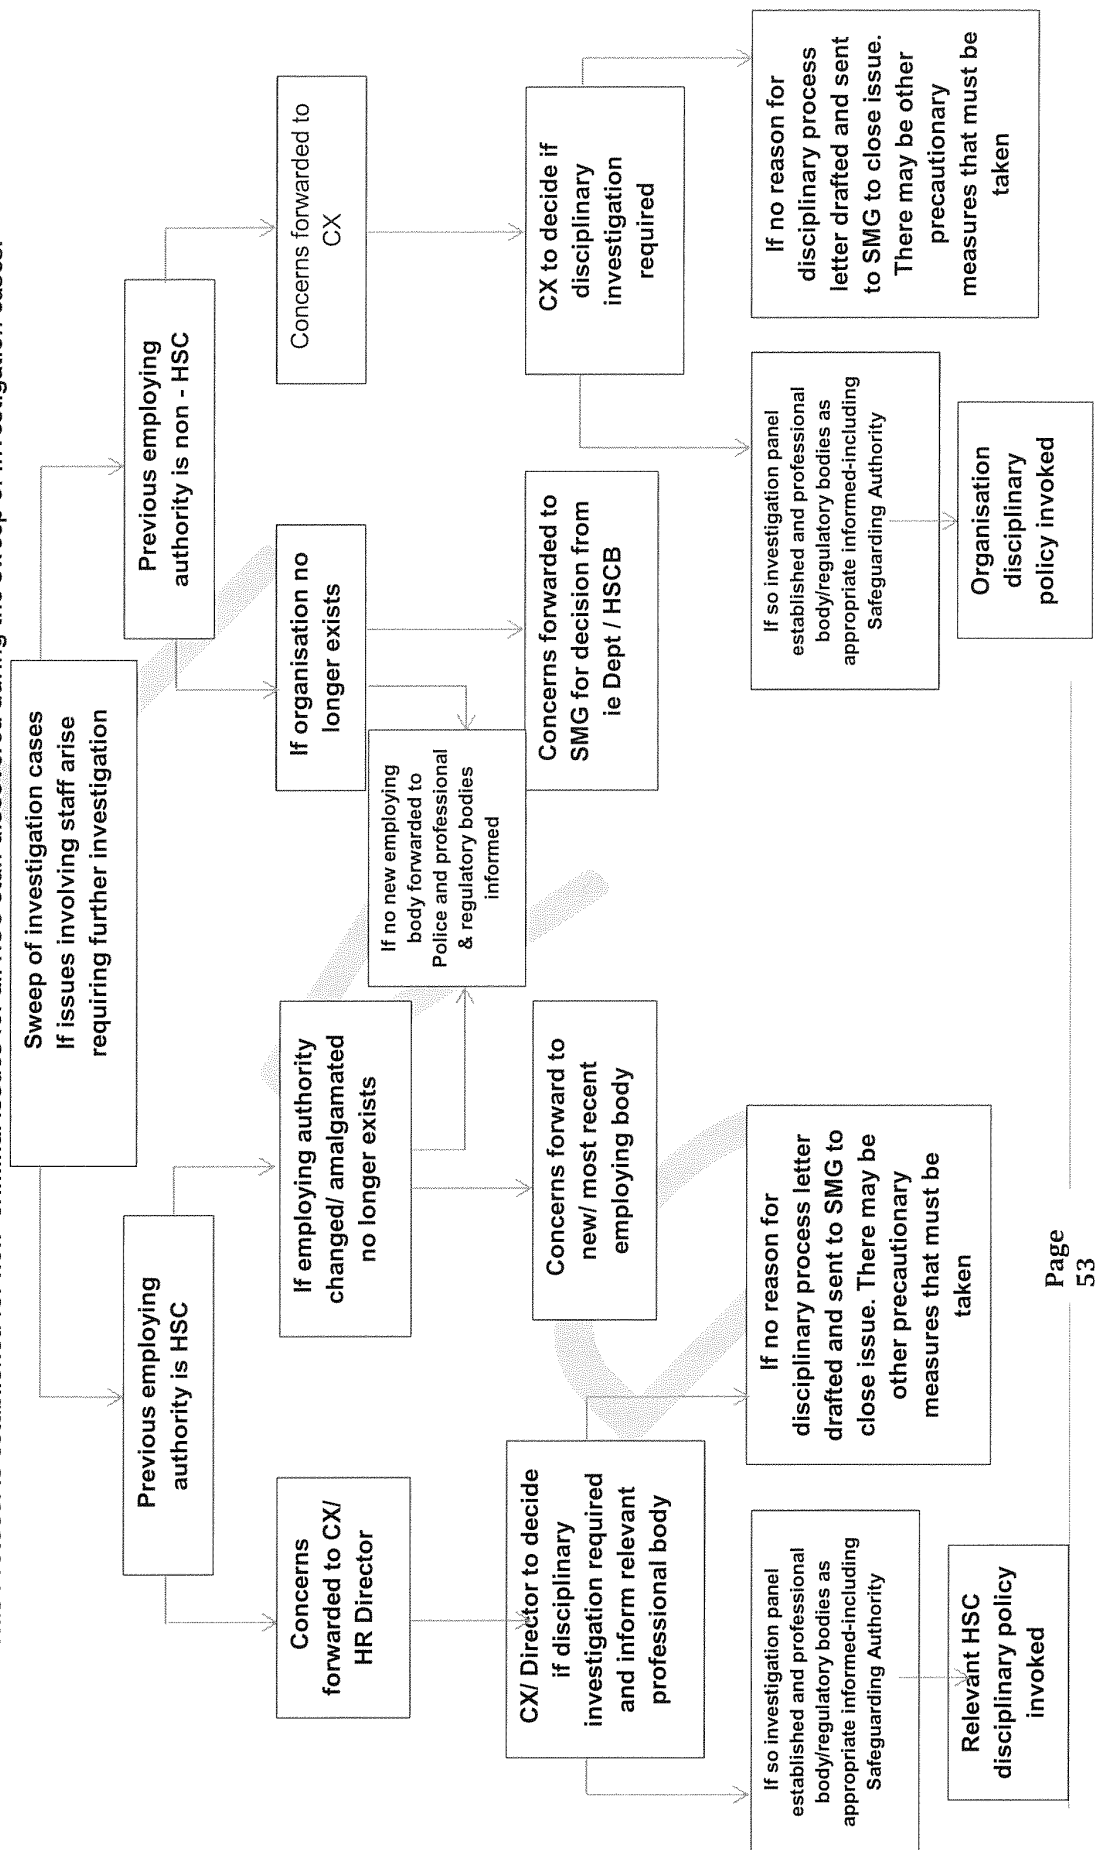 Sweep of investigation cases
If issues involving staff arise
requiring further investigation
Previous employing
authority is HSC
Previous employing
authority is non - HSC
Concerns
forwarded to CX/
HR Director
If employing authority
changed/ amalgamated
no longer exists
If organisation no
longer exists
Concerns forwarded to
CX
If no new employing
body forwarded to
Police and professional
& regulatory bodies
informed
CX/ Director to decide
if disciplinary
investigation required
and inform relevant
professional body
Concerns forward to
new/ most recent
employing body
Concerns forwarded to
SMG for decision from
ie Dept / HSCB
CX to decide if
disciplinary
investigation
required
If so investigation panel
established and professional
body/regulatory bodies as
appropriate informed-including
Safeguarding Authority
If no reason for
disciplinary process letter
drafted and sent to SMG to
close issue. There may be
other precautionary
measures that must be
taken
If so investigation panel
established and professional
body/regulatory bodies as
appropriate informed-including
Safeguarding Authority
If no reason for
disciplinary process
letter drafted and sent
to SMG to close issue.
There may be other
precautionary
measures that must be
taken
Relevant HSC
disciplinary policy
invoked
Organisation
disciplinary
policy invoked
Page
53